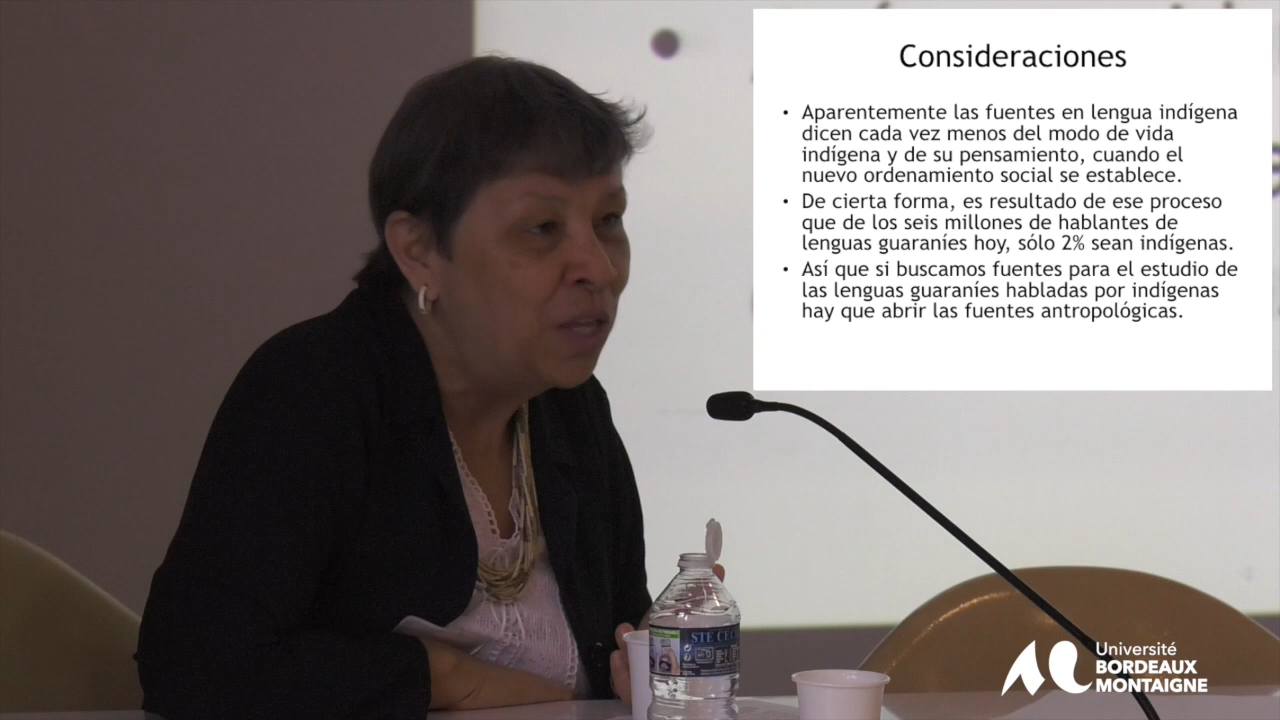 Consideraciones
• Aparentemente las fuentes en lengua indígena
dicen cada vez menos del modo de vida
indígena y de su pensamiento, cuando el
nuevo ordenamiento social se establece.
• De cierta forma, es resultado de ese proceso
que de los seis millones de hablantes de
lenguas guaraníes hoy, sólo 2% sean indígenas.
• Así que si buscamos fuentes para el estudio de
las lenguas guaraníes habladas por indígenas
hay que abrir las fuentes antropológicas.
STE
Université
BORDEAUX
MONTAIGNE